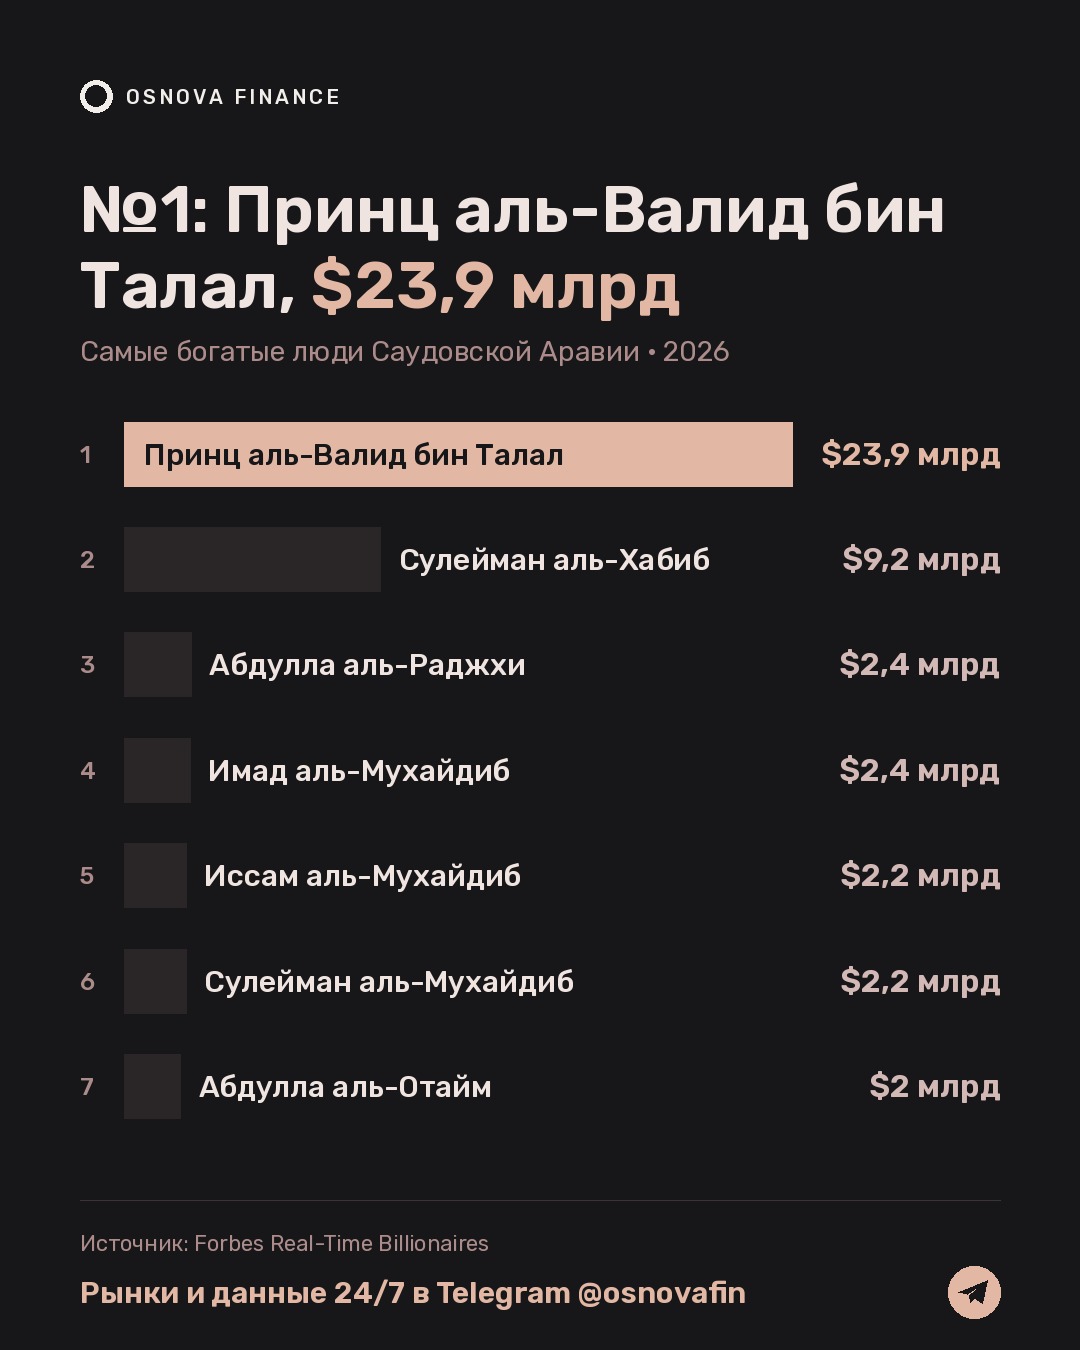 OSNOVA FINANCE
№1: Принц аль-Валид бин
Талал, $23,9 млрд
Самые богатые люди Саудовской Аравии • 2026
1 Принц аль-Валид бин Талал $23,9 млрд
2 Сулейман аль-Хабиб $9,2 млрд
3 Абдулла аль-Раджхи $2,4 млрд
4 Имад аль-Мухайдиб $2,4 млрд
5 Иссам аль-Мухайдиб $2,2 млрд
6 Сулейман аль-Мухайдиб $2,2 млрд
7 Абдулла аль-Отайм $2 млрд
Источник: Forbes Real-Time Billionaires
Рынки и данные 24/7 в Telegram @osnovafin